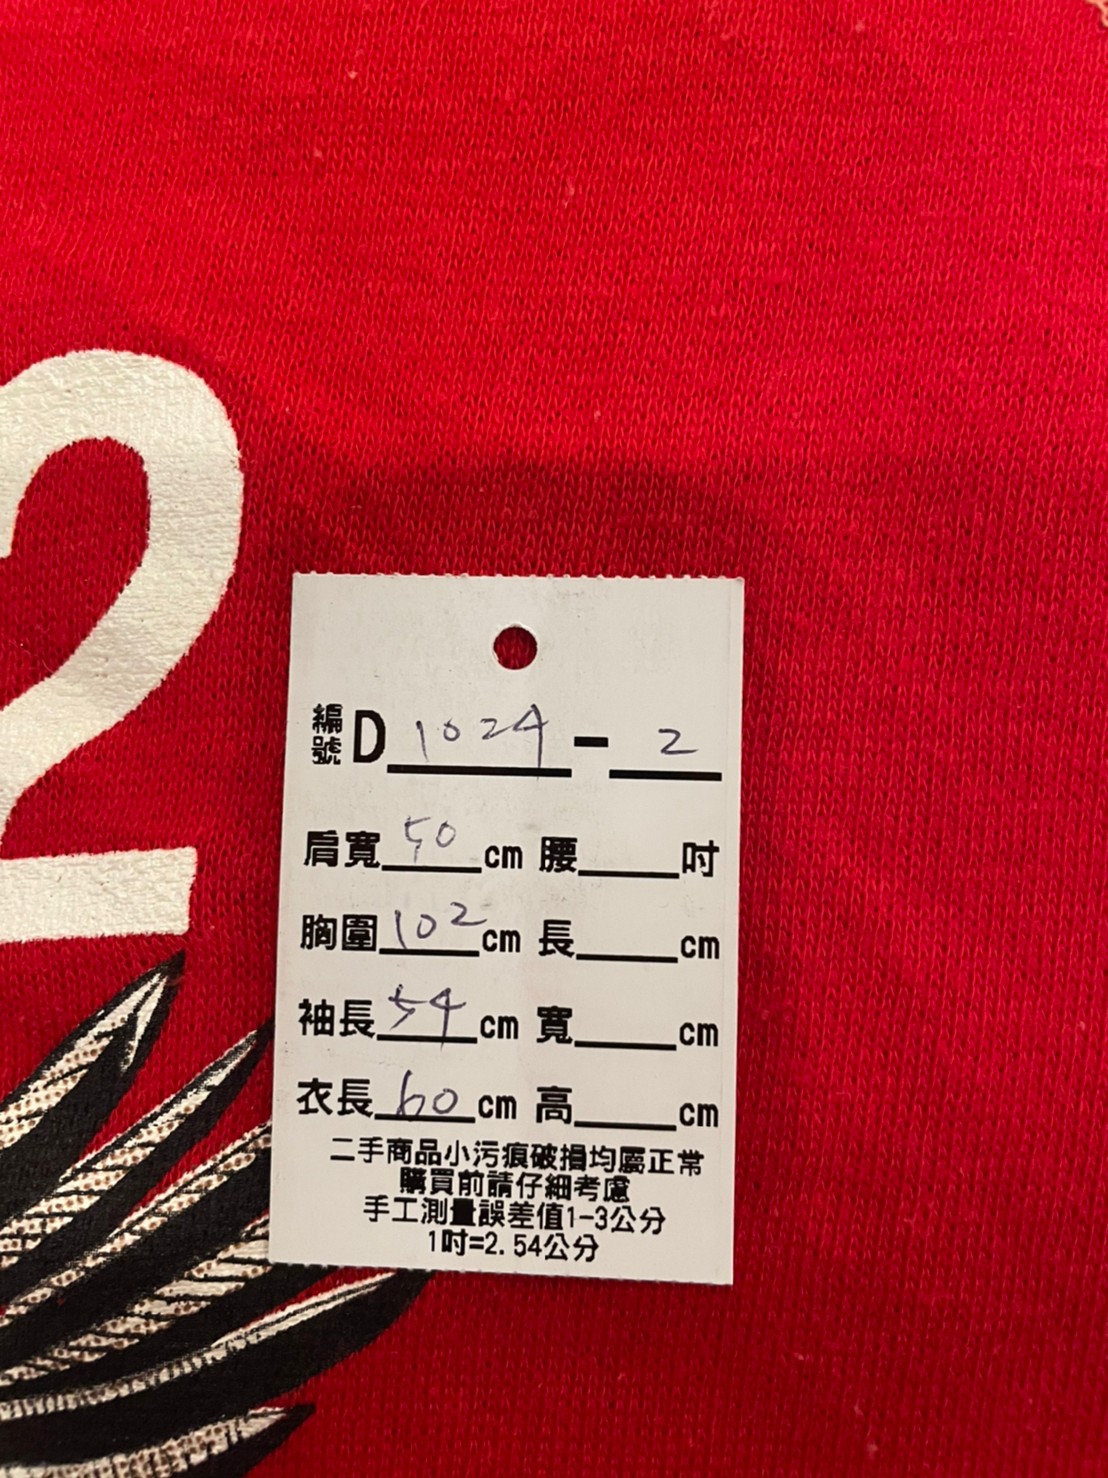 2
編號D 1024 - 2
肩寬 50 cm 腰 吋
胸圍 102 cm 長 cm
袖長 54 cm 寬 cm
衣長 60 cm 高 cm
二手商品小污痕破損均屬正常
購買前請仔細考慮
手工測量誤差值1-3公分
1吋=2.54公分